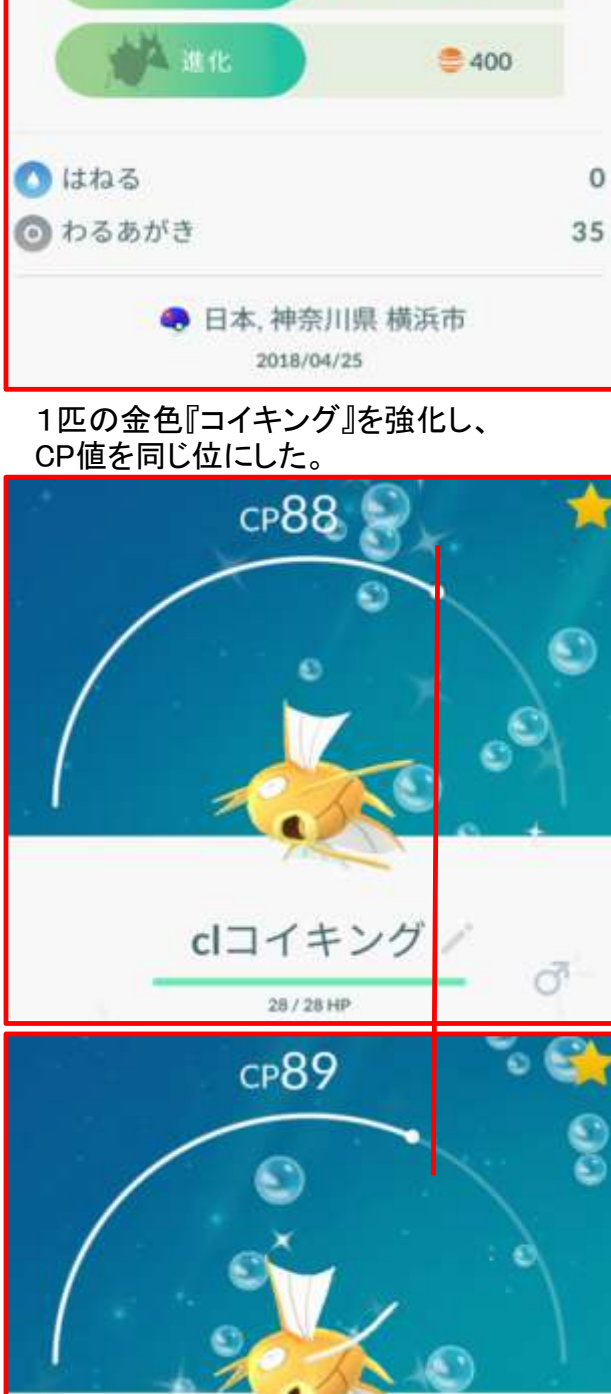 進化 400
はねる 0
わるあがき 35
日本, 神奈川県 横浜市
2018/04/25
1匹の金色『コイキング』を強化し、
CP値を同じ位にした。
CP88
clコイキング
28 / 28 HP
CP89